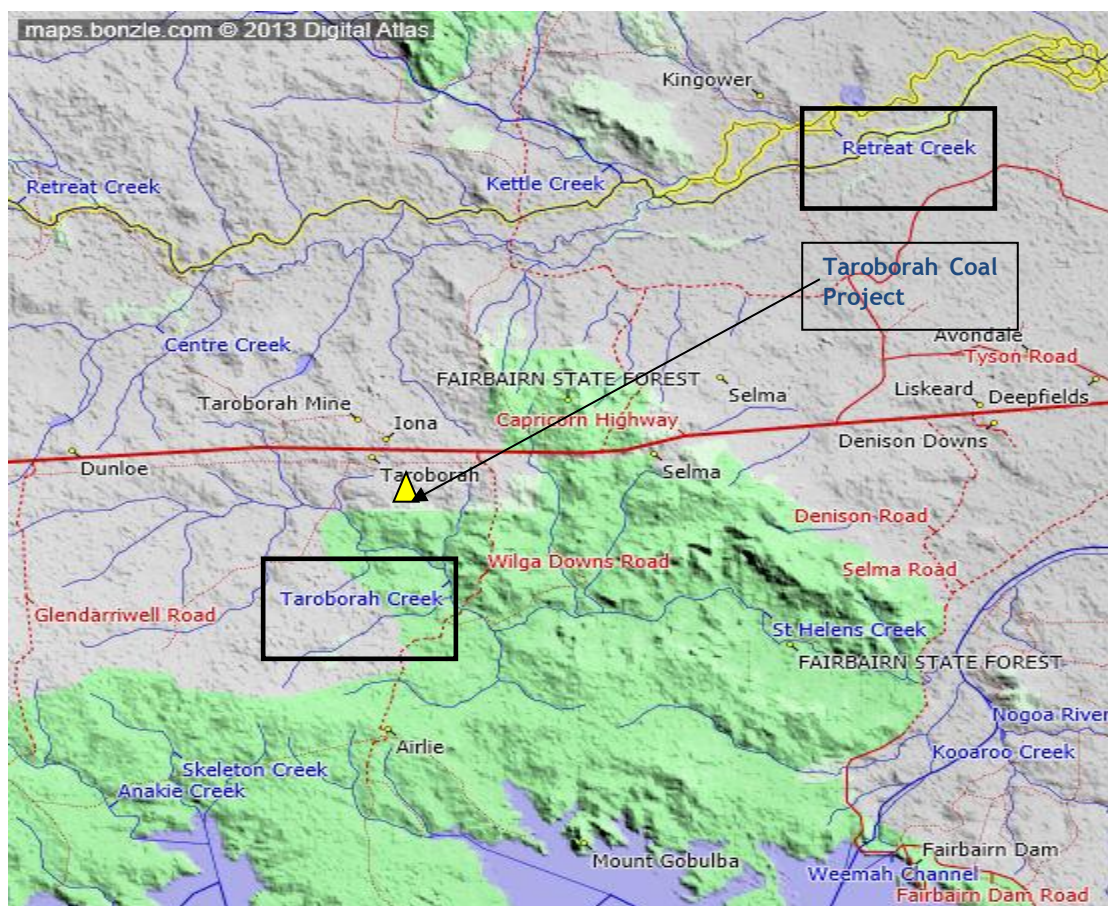 maps.bonzle.com © 2013 Digital Atlas
Kingower
Retreat Creek
Retreat Creek
Kettle Creek
Taroborah Coal
Project
Centre Creek
Avondale
Tyson Road
FAIRBAIRN STATE FOREST
Selma
Liskeard
Deepfields
Taroborah Mine
Iona
Capricorn Highway
Denison Downs
Dunloe
Taroborah
Selma
Denison Road
Wilga Downs Road
Selma Road
Taroborah Creek
Glendarriwell Road
St Helens Creek
FAIRBAIRN STATE FOREST
Nogoa River
Airlie
Kooaroo Creek
Skeleton Creek
Anakie Creek
Mount Gobulba
Fairbairn Dam
Weemah Channel
Fairbairn Dam Road